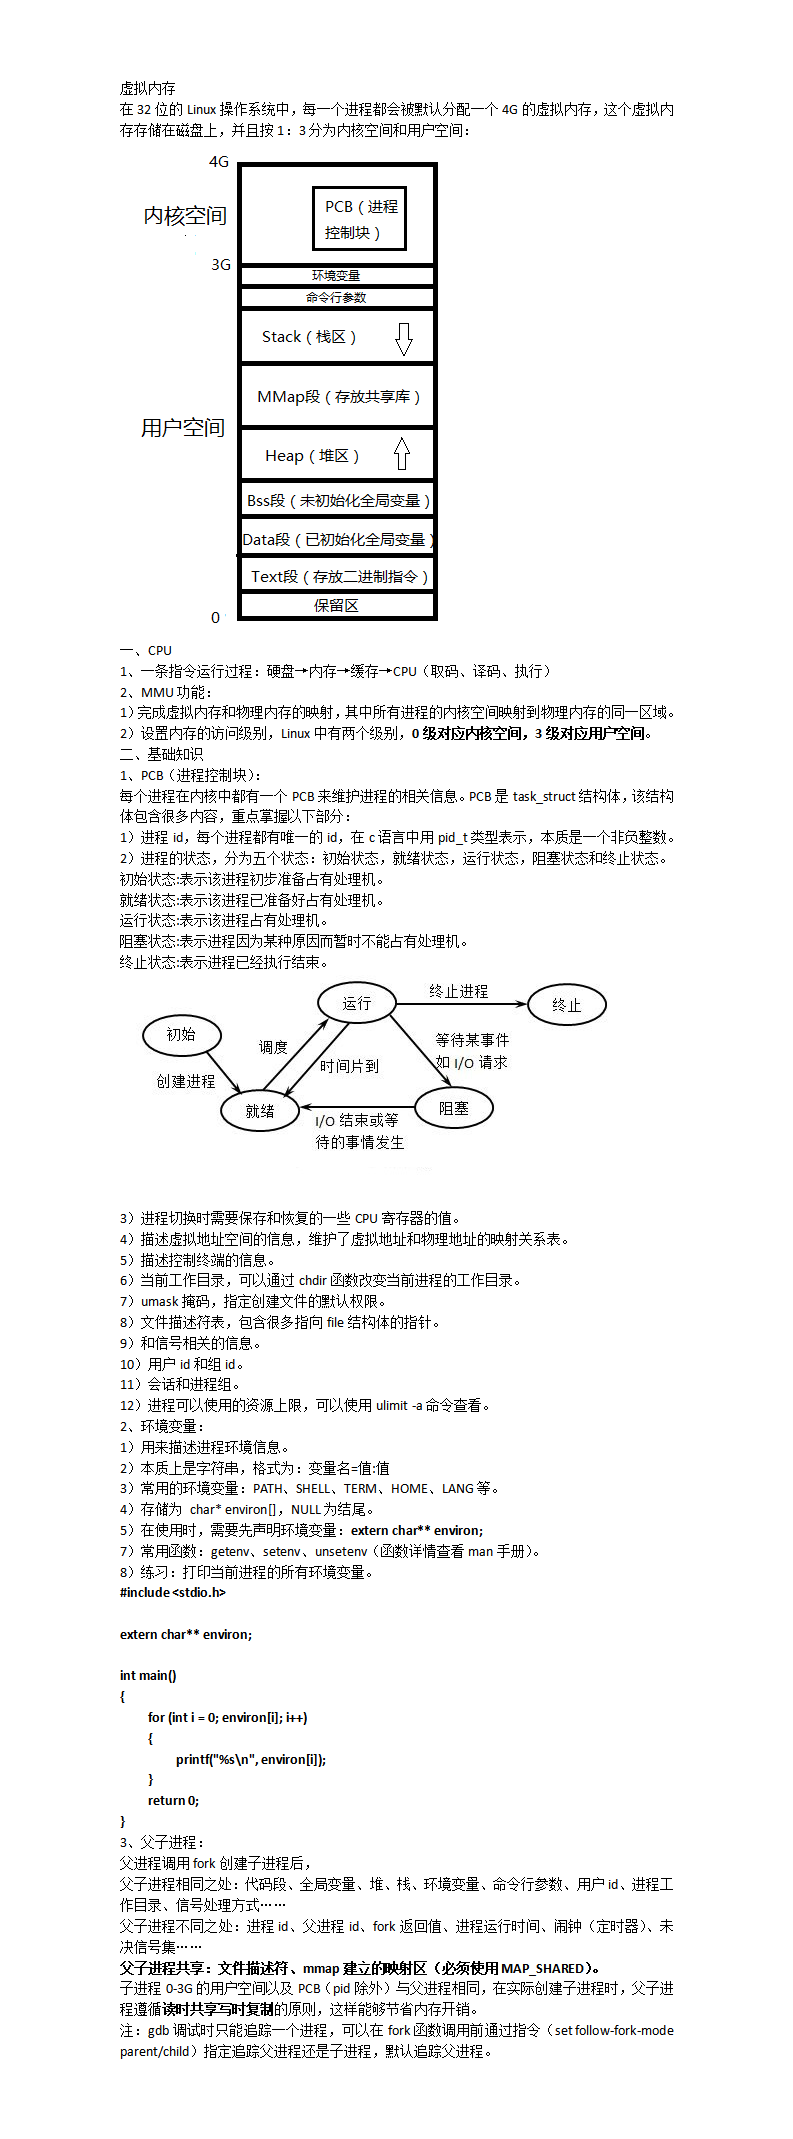 虚拟内存
在 32 位的 Linux 操作系统中，每一个进程都会被默认分配一个 4G 的虚拟内存，这个虚拟内
存存储在磁盘上，并且按 1：3 分为内核空间和用户空间：
4G
内核空间
PCB（进程
控制块）
3G
环境变量
命令行参数
Stack（栈区）
MMap段（存放共享库）
用户空间
Heap（堆区）
Bss段（未初始化全局变量）
Data段（已初始化全局变量）
Text段（存放二进制指令）
保留区
0
一、CPU
1、一条指令运行过程：硬盘→内存→缓存→CPU（取码、译码、执行）
2、MMU 功能：
1）完成虚拟内存和物理内存的映射，其中所有进程的内核空间映射到物理内存的同一区域。
2）设置内存的访问级别，Linux 中有两个级别，0 级对应内核空间，3 级对应用户空间。
二、基础知识
1、PCB（进程控制块）：
每个进程在内核中都有一个 PCB 来维护进程的相关信息。PCB 是 task_struct 结构体，该结构
体包含很多内容，重点掌握以下部分：
1）进程 id，每个进程都有唯一的 id，在 c 语言中用 pid_t 类型表示，本质是一个非负整数。
2）进程的状态，分为五个状态：初始状态，就绪状态，运行状态，阻塞状态和终止状态。
初始状态:表示该进程初步准备占有处理机。
就绪状态:表示该进程已准备好占有处理机。
运行状态:表示该进程占有处理机。
阻塞状态:表示进程因为某种原因而暂时不能占有处理机。
终止状态:表示进程已经执行结束。
运行
终止进程
终止
初始
调度
等待某事件
如 I/O 请求
时间片到
创建进程
就绪
阻塞
I/O 结束或等
待的事情发生
3）进程切换时需要保存和恢复的一些 CPU 寄存器的值。
4）描述虚拟地址空间的信息，维护了虚拟地址和物理地址的映射关系表。
5）描述控制终端的信息。
6）当前工作目录，可以通过 chdir 函数改变当前进程的工作目录。
7）umask 掩码，指定创建文件的默认权限。
8）文件描述符表，包含很多指向 file 结构体的指针。
9）和信号相关的信息。
10）用户 id 和组 id。
11）会话和进程组。
12）进程可以使用的资源上限，可以使用 ulimit -a 命令查看。
2、环境变量：
1）用来描述进程环境信息。
2）本质上是字符串，格式为：变量名=值:值
3）常用的环境变量：PATH、SHELL、TERM、HOME、LANG 等。
4）存储为 char* environ[]，NULL 为结尾。
5）在使用时，需要先声明环境变量：extern char** environ;
7）常用函数：getenv、setenv、unsetenv（函数详情查看 man 手册）。
8）练习：打印当前进程的所有环境变量。
#include <stdio.h>
extern char** environ;
int main()
{
for (int i = 0; environ[i]; i++)
{
printf("%s\n", environ[i]);
}
return 0;
}
3、父子进程：
父进程调用 fork 创建子进程后，
父子进程相同之处：代码段、全局变量、堆、栈、环境变量、命令行参数、用户 id、进程工
作目录、信号处理方式……
父子进程不同之处：进程 id、父进程 id、fork 返回值、进程运行时间、闹钟（定时器）、未
决信号集……
父子进程共享：文件描述符、mmap 建立的映射区（必须使用 MAP_SHARED）。
子进程 0-3G 的用户空间以及 PCB（pid 除外）与父进程相同，在实际创建子进程时，父子进
程遵循读时共享写时复制的原则，这样能够节省内存开销。
注：gdb 调试时只能追踪一个进程，可以在 fork 函数调用前通过指令（set follow-fork-mode
parent/child）指定追踪父进程还是子进程，默认追踪父进程。